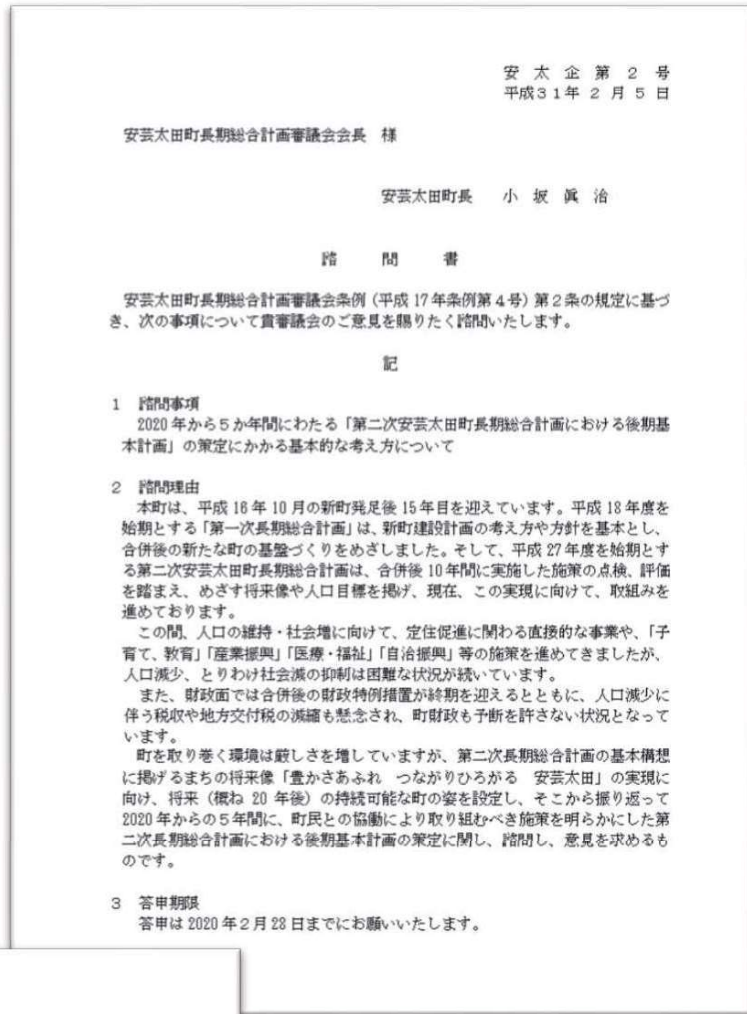 安 太 企 第 2 号
平成31年 2 月 5 日
安芸太田町長期総合計画審議会会長 様
安芸太田町長 小 坂 眞 治
諮 問 書
安芸太田町長期総合計画審議会条例(平成17年条例第4号)第2条の規定に基づ
き、次の事項について貴審議会のご意見を賜りたく諮問いたします。
記
1 諮問事項
2020年から5か年間にわたる「第二次安芸太田町長期総合計画における後期基
本計画」の策定にかかる基本的な考え方について
2 諮問理由
本町は、平成16年10月の新町発足後15年目を迎えています。平成18年度を
始期とする「第一次長期総合計画」は、新町建設計画の考え方や方針を基本とし、
合併後の新たな町の基盤づくりをめざしました。そして、平成27年度を始期とす
る第二次安芸太田町長期総合計画は、合併後10年間に実施した施策の点検、評価
を踏まえ、めざす将来像や人口目標を掲げ、現在、この実現に向けて、取組みを
進めております。
この間、人口の維持・社会増に向けて、定住促進に関わる直接的な事業や、「子
育て、教育」「産業振興」「医療・福祉」「自治振興」等の施策を進めてきましたが、
人口減少、とりわけ社会減の抑制は困難な状況が続いています。
また、財政面では合併後の財政特例措置が終期を迎えるとともに、人口減少に
伴う税収や地方交付税の減縮も懸念され、町財政も予断を許さない状況となって
います。
町を取り巻く環境は厳しさを増していますが、第二次長期総合計画の基本構想
に掲げるまちの将来像「豊かさあふれ つながりひろがる 安芸太田」の実現に
向け、将来(概ね 20 年後)の持続可能な町の姿を設定し、そこから振り返って
2020年からの5年間に、町民との協働により取り組むべき施策を明らかにした第
二次長期総合計画における後期基本計画の策定に関し、諮問し、意見を求めるも
のです。
3 答申期限
答申は2020年2月28日までにお願いいたします。